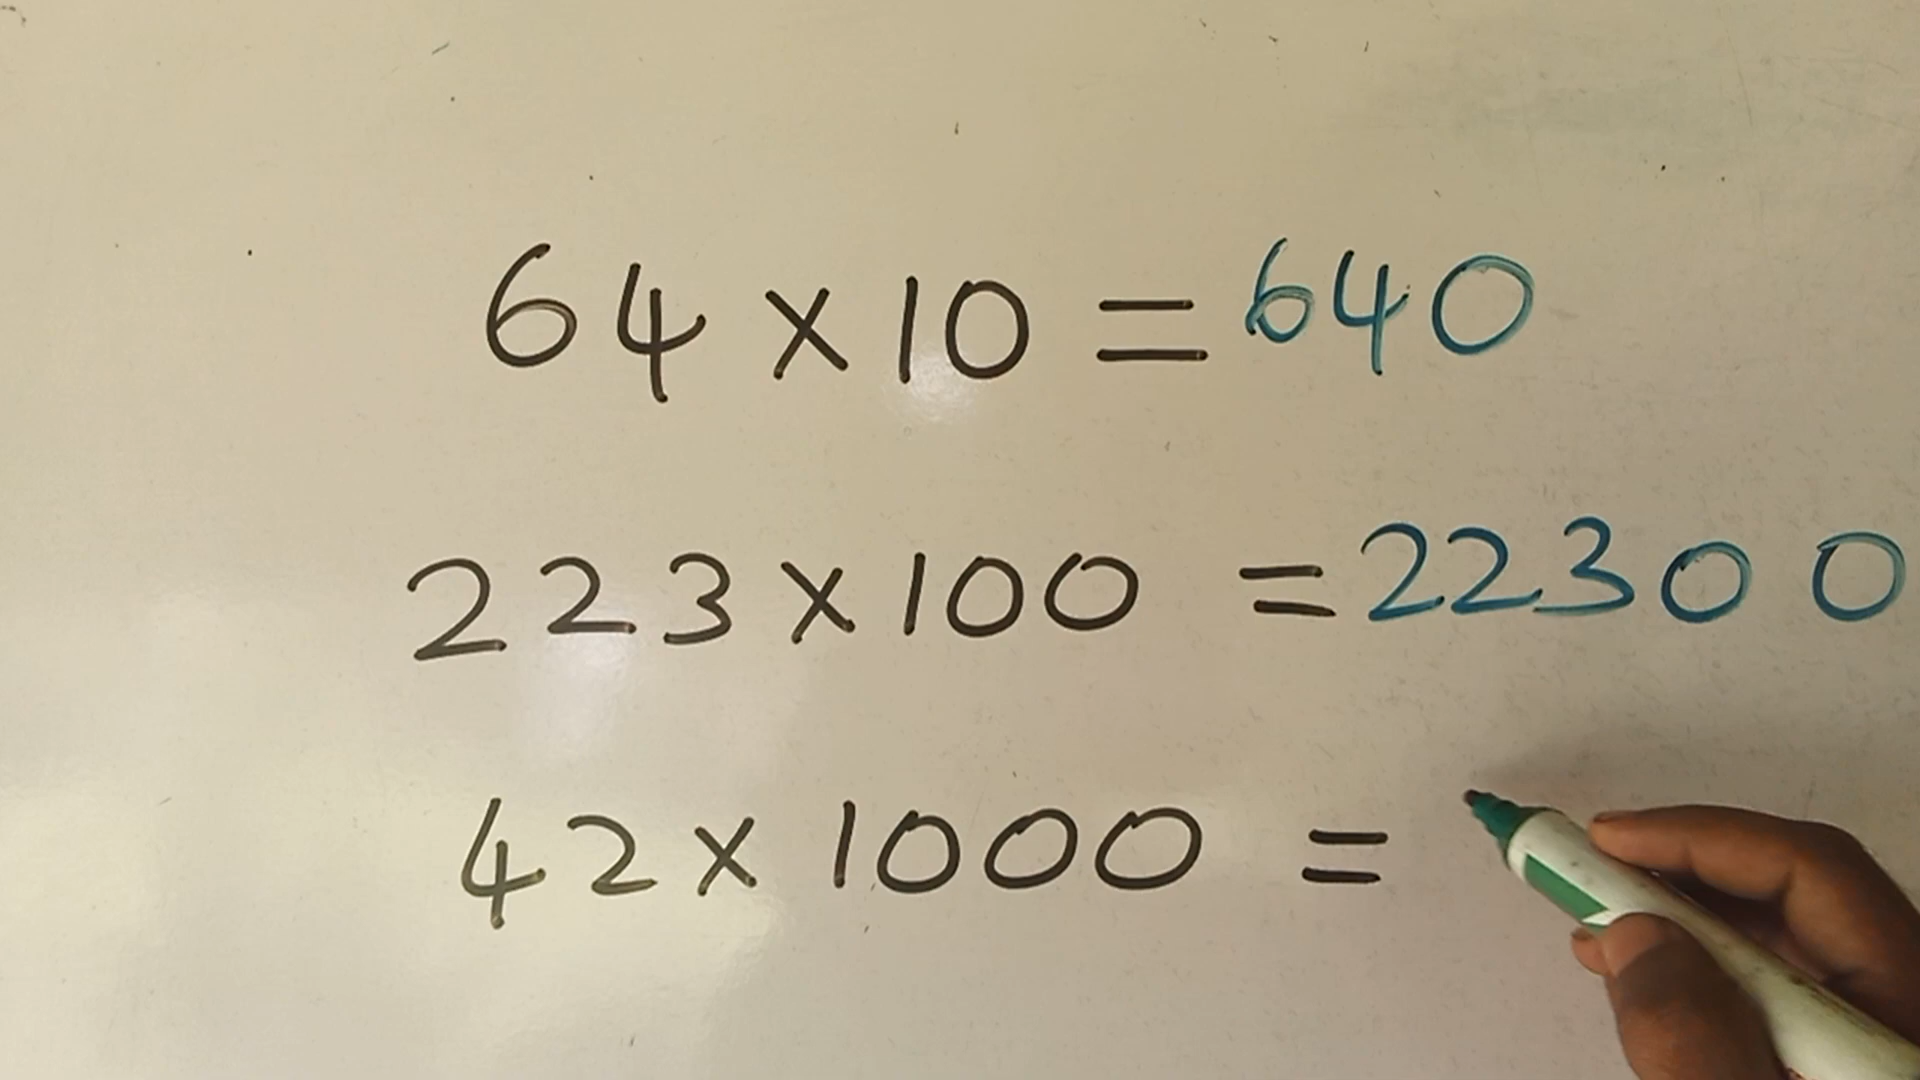 64 × 10 = 640
223 × 100 = 22300
42 × 1000 =